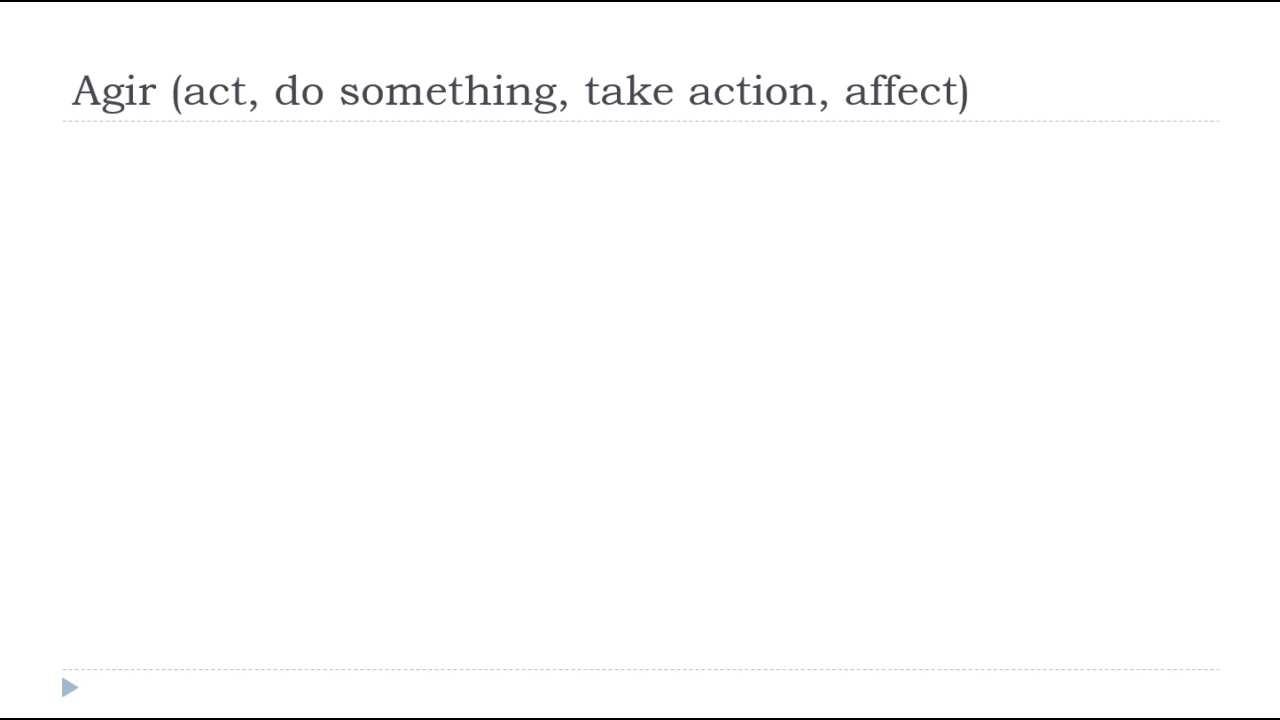 Agir (act, do something, take action, affect)